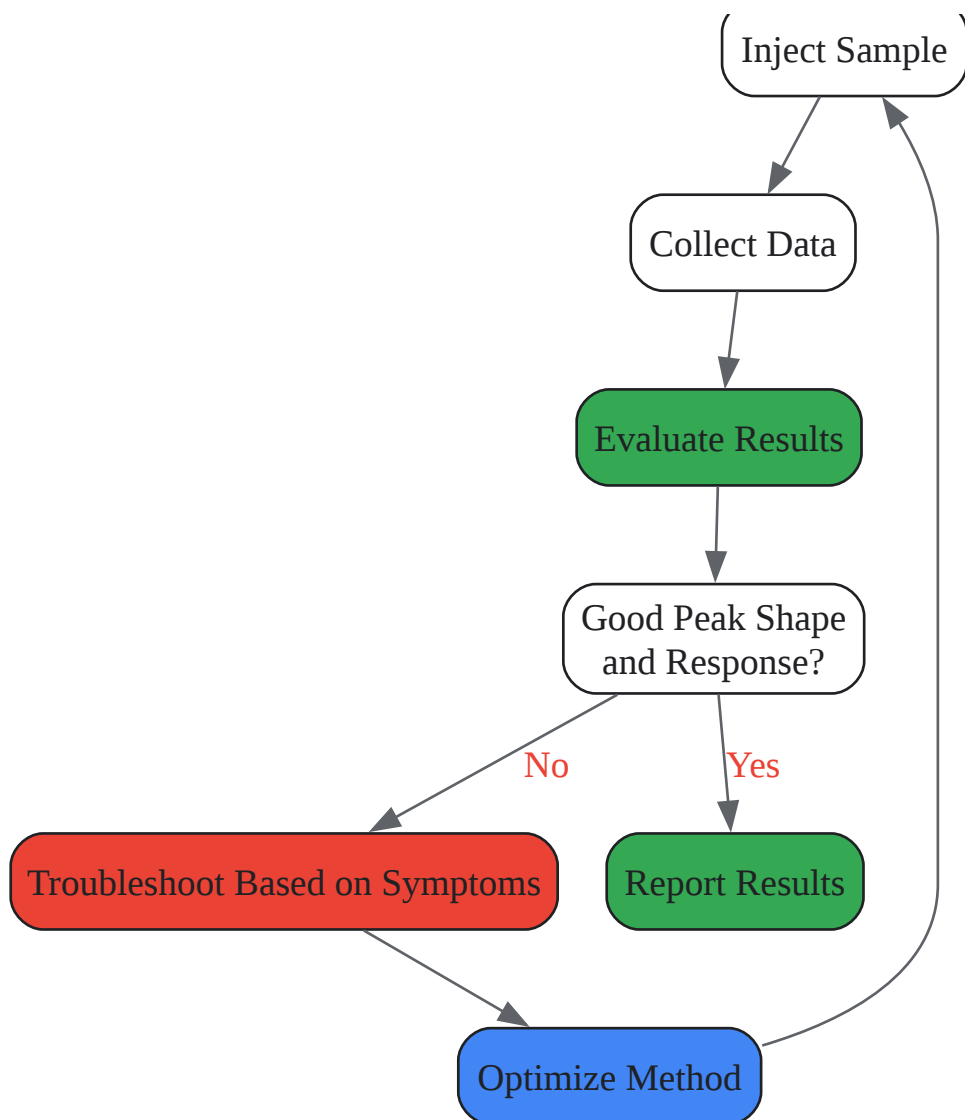 Inject Sample
Collect Data
Evaluate Results
Good Peak Shape
and Response?
No
Yes
Troubleshoot Based on Symptoms
Report Results
Optimize Method